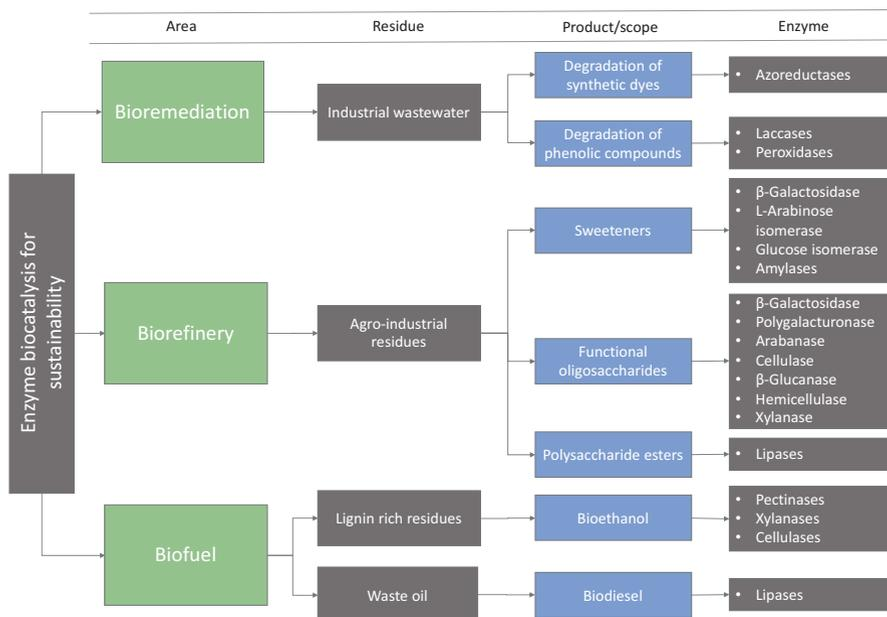 Area
Residue
Product/scope
Enzyme
Enzyme biocatalysis for
sustainability
Bioremediation
Industrial wastewater
Degradation of
synthetic dyes
• Azoreductases
Degradation of
phenolic compounds
• Laccases
• Peroxidases
Biorefinery
Agro-industrial
residues
Sweeteners
• β-Galactosidase
• L-Arabinose
isomerase
• Glucose isomerase
• Amylases
Functional
oligosaccharides
• β-Galactosidase
• Polygalacturonase
• Arabanase
• Cellulase
• β-Glucanase
• Hemicellulase
• Xylanase
Polysaccharide esters
• Lipases
Biofuel
Lignin rich residues
Bioethanol
• Pectinases
• Xylanases
• Cellulases
Waste oil
Biodiesel
• Lipases